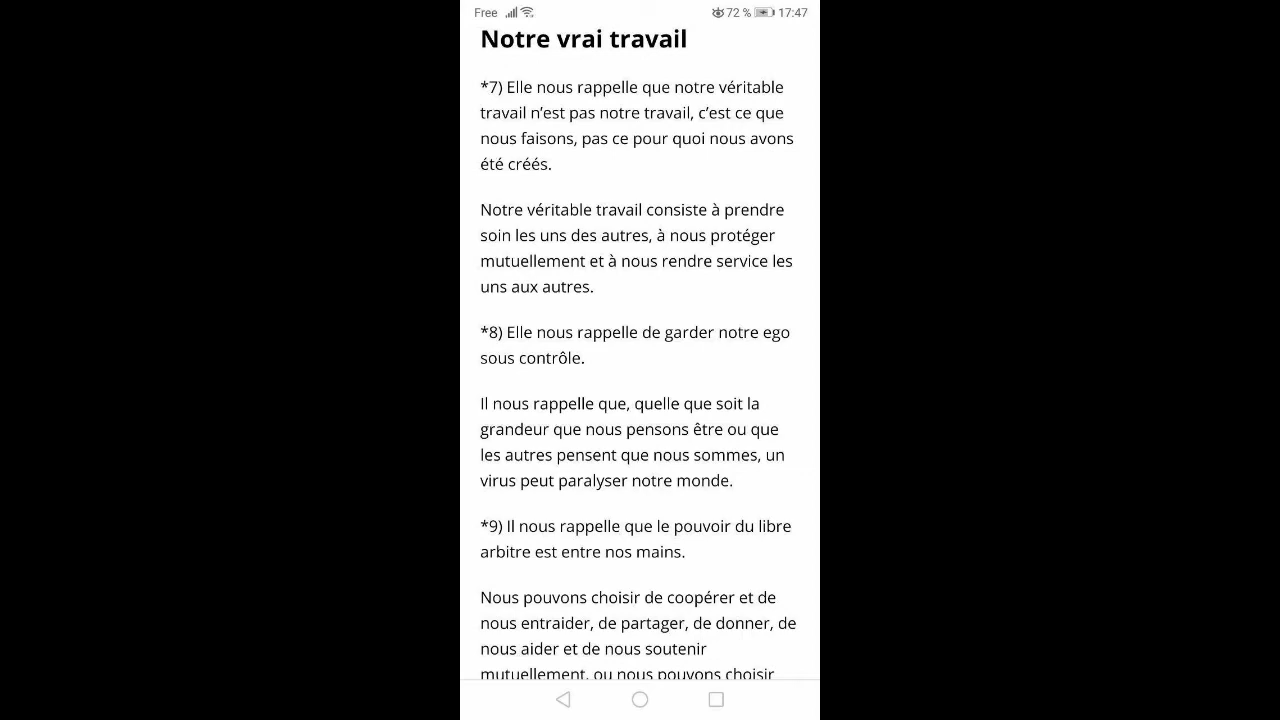 Free 72 % 17:47
Notre vrai travail
*7) Elle nous rappelle que notre véritable
travail n’est pas notre travail, c’est ce que
nous faisons, pas ce pour quoi nous avons
été créés.
Notre véritable travail consiste à prendre
soin les uns des autres, à nous protéger
mutuellement et à nous rendre service les
uns aux autres.
*8) Elle nous rappelle de garder notre ego
sous contrôle.
Il nous rappelle que, quelle que soit la
grandeur que nous pensons être ou que
les autres pensent que nous sommes, un
virus peut paralyser notre monde.
*9) Il nous rappelle que le pouvoir du libre
arbitre est entre nos mains.
Nous pouvons choisir de coopérer et de
nous entraider, de partager, de donner, de
nous aider et de nous soutenir
mutuellement, ou nous pouvons choisir